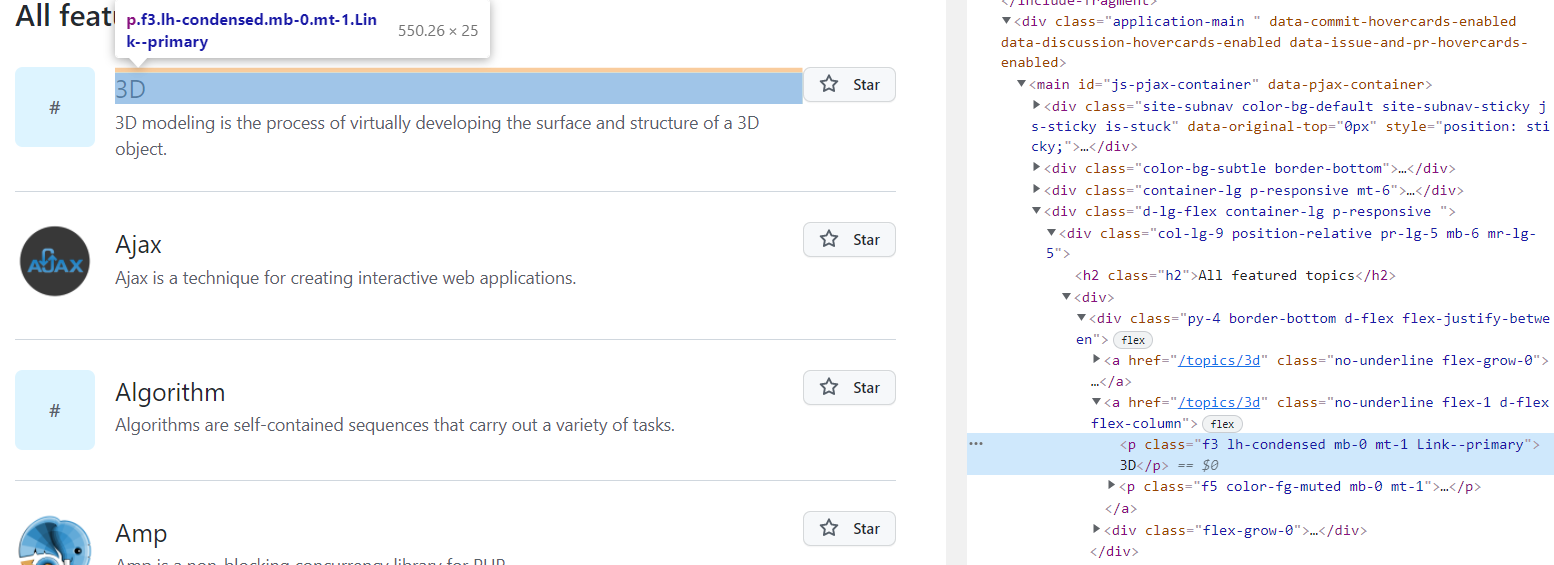 All featu
p.f3.lh-condensed.mb-0.mt-1.Lin
k--primary
550.26 × 25
#
3D
Star
3D modeling is the process of virtually developing the surface and structure of a 3D
object.
AJAX
Ajax
Star
Ajax is a technique for creating interactive web applications.
#
Algorithm
Star
Algorithms are self-contained sequences that carry out a variety of tasks.
Amp
Star
Amp is a non-blocking concurrency library for PHP.
</include-fragment>
▼<div class="application-main " data-commit-hovercards-enabled
data-discussion-hovercards-enabled data-issue-and-pr-hovercards-
enabled>
▼<main id="js-pjax-container" data-pjax-container>
▶<div class="site-subnav color-bg-default site-subnav-sticky j
s-sticky is-stuck" data-original-top="0px" style="position: sti
cky;">…</div>
▶<div class="color-bg-subtle border-bottom">…</div>
▶<div class="container-lg p-responsive mt-6">…</div>
▼<div class="d-lg-flex container-lg p-responsive ">
▼<div class="col-lg-9 position-relative pr-lg-5 mb-6 mr-lg-
5">
<h2 class="h2">All featured topics</h2>
▼<div>
▼<div class="py-4 border-bottom d-flex flex-justify-betwe
en"> flex
▶<a href="/topics/3d" class="no-underline flex-grow-0">
…</a>
▼<a href="/topics/3d" class="no-underline flex-1 d-flex
flex-column"> flex
… <p class="f3 lh-condensed mb-0 mt-1 Link--primary">
3D</p> == $0
▶<p class="f5 color-fg-muted mb-0 mt-1">…</p>
</a>
▶<div class="flex-grow-0">…</div>
</div>